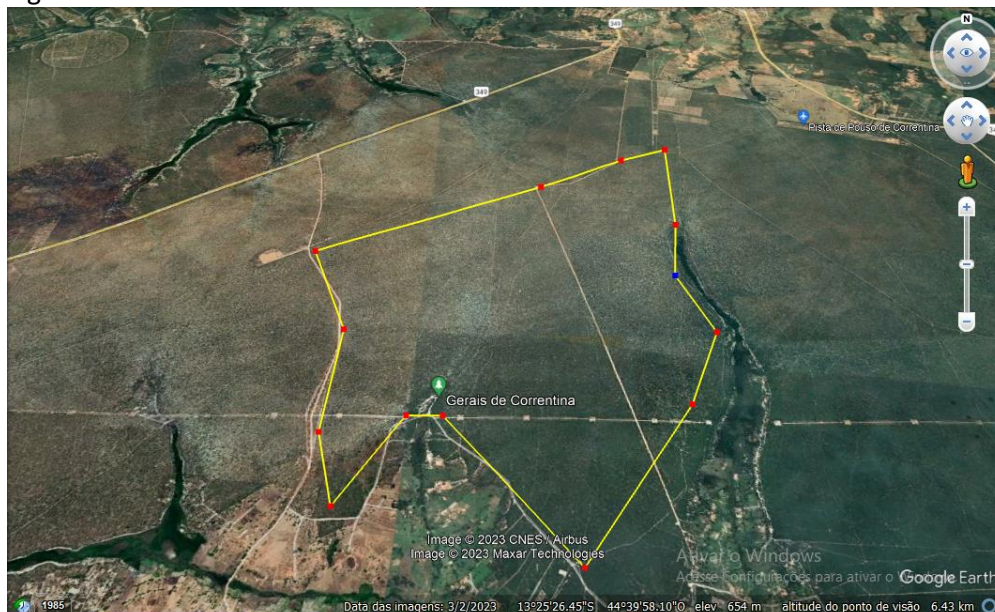 349
349
Pista de Pouso de Correntina
34
N
Gerais de Correntina
Image © 2023 CNES / Airbus
Image © 2023 Maxar Technologies
Ativar o Windows
Acesse Configurações para ativar o Windows.
Google Earth
1985
Data das imagens: 3/2/2023 13°25'26.45"S 44°39'58.10"O elev 654 m altitude do ponto de visão 6.43 km